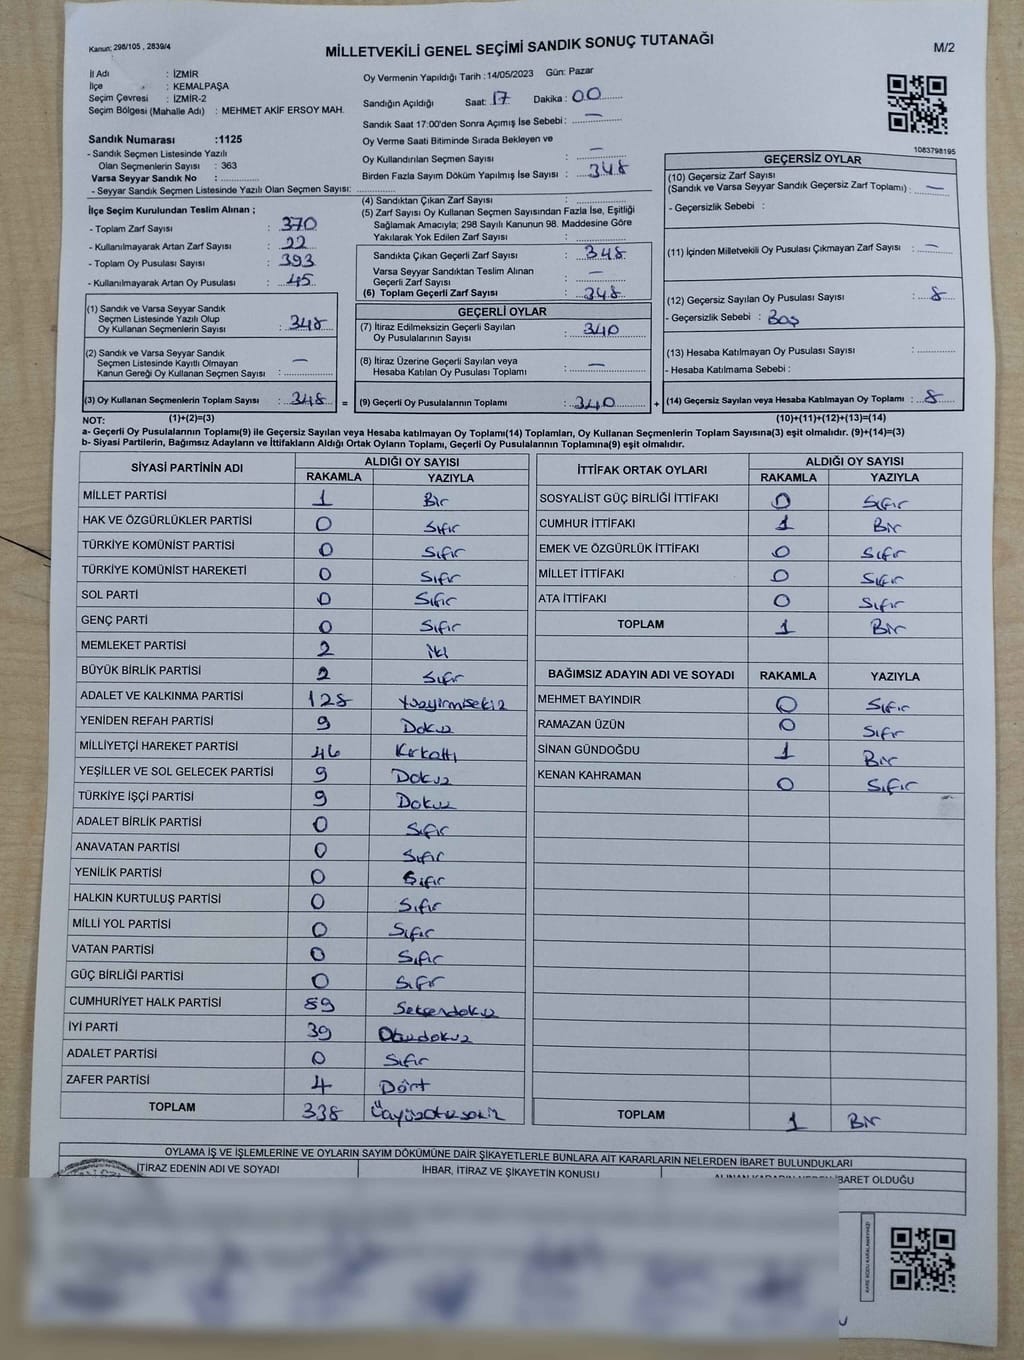 Kanun: 298/105 , 2839/4
MİLLETVEKİLİ GENEL SEÇİMİ SANDIK SONUÇ TUTANAĞI
M/2
İl Adı : İZMİR
İlçe : KEMALPAŞA
Seçim Çevresi : İZMİR-2
Seçim Bölgesi (Mahalle Adı) : MEHMET AKİF ERSOY MAH.
Sandık Numarası :1125
- Sandık Seçmen Listesinde Yazılı
Olan Seçmenlerin Sayısı : 363
Varsa Seyyar Sandık No :
- Seyyar Sandık Seçmen Listesinde Yazılı Olan Seçmen Sayısı:
Oy Vermenin Yapıldığı Tarih :14/05/2023 Gün: Pazar
Sandığın Açıldığı Saat: 17 Dakika : 00
Sandık Saat 17:00'den Sonra Açımış İse Sebebi : —
Oy Verme Saati Bitiminde Sırada Bekleyen ve
Oy Kullandırılan Seçmen Sayısı : —
Birden Fazla Sayım Döküm Yapılmış İse Sayısı : 348
1083798195
İlçe Seçim Kurulundan Teslim Alınan ;
- Toplam Zarf Sayısı : 370
- Kullanılmayarak Artan Zarf Sayısı : 22
- Toplam Oy Pusulası Sayısı : 393
- Kullanılmayarak Artan Oy Pusulası : 45
(4) Sandıktan Çıkan Zarf Sayısı :
(5) Zarf Sayısı Oy Kullanan Seçmen Sayısından Fazla İse, Eşitliği
Sağlamak Amacıyla; 298 Sayılı Kanunun 98. Maddesine Göre
Yakılarak Yok Edilen Zarf Sayısı :
Sandıkta Çıkan Geçerli Zarf Sayısı : 348
Varsa Seyyar Sandıktan Teslim Alınan
Geçerli Zarf Sayısı : —
(6) Toplam Geçerli Zarf Sayısı : 348
GEÇERSİZ OYLAR
(10) Geçersiz Zarf Sayısı
(Sandık ve Varsa Seyyar Sandık Geçersiz Zarf Toplamı) : —
- Geçersizlik Sebebi :
(11) İçinden Milletvekili Oy Pusulası Çıkmayan Zarf Sayısı : —
(12) Geçersiz Sayılan Oy Pusulası Sayısı : 8
- Geçersizlik Sebebi : Boş
(13) Hesaba Katılmayan Oy Pusulası Sayısı :
- Hesaba Katılmama Sebebi :
(14) Geçersiz Sayılan veya Hesaba Katılmayan Oy Toplamı : 8
(10)+(11)+(12)+(13)=(14)
(1) Sandık ve Varsa Seyyar Sandık
Seçmen Listesinde Yazılı Olup
Oy Kullanan Seçmenlerin Sayısı : 348
(2) Sandık ve Varsa Seyyar Sandık
Seçmen Listesinde Kayıtlı Olmayan
Kanun Gereği Oy Kullanan Seçmen Sayısı : —
(3) Oy Kullanan Seçmenlerin Toplam Sayısı : 348 =
(1)+(2)=(3)
GEÇERLİ OYLAR
(7) İtiraz Edilmeksizin Geçerli Sayılan
Oy Pusulalarının Sayısı : 340
(8) İtiraz Üzerine Geçerli Sayılan veya
Hesaba Katılan Oy Pusulası Toplamı : —
(9) Geçerli Oy Pusulalarının Toplamı : 340 +
NOT:
a- Geçerli Oy Pusulalarının Toplamı(9) ile Geçersiz Sayılan veya Hesaba katılmayan Oy Toplamı(14) Toplamları, Oy Kullanan Seçmenlerin Toplam Sayısına(3) eşit olmalıdır. (9)+(14)=(3)
b- Siyasi Partilerin, Bağımsız Adayların ve İttifakların Aldığı Ortak Oyların Toplamı, Geçerli Oy Pusulalarının Toplamına(9) eşit olmalıdır.
SİYASİ PARTİNİN ADI ALDIĞI OY SAYISI
RAKAMLA YAZIYLA
MİLLET PARTİSİ 1 Bir
HAK VE ÖZGÜRLÜKLER PARTİSİ 0 Sıfır
TÜRKİYE KOMÜNİST PARTİSİ 0 Sıfır
TÜRKİYE KOMÜNİST HAREKETİ 0 Sıfır
SOL PARTİ 0 Sıfır
GENÇ PARTİ 0 Sıfır
MEMLEKET PARTİSİ 2 İki
BÜYÜK BİRLİK PARTİSİ 2 Sıfır
ADALET VE KALKINMA PARTİSİ 128 Yüzyirmisekiz
YENİDEN REFAH PARTİSİ 9 Dokuz
MİLLİYETÇİ HAREKET PARTİSİ 46 Kırkaltı
YEŞİLLER VE SOL GELECEK PARTİSİ 9 Dokuz
TÜRKİYE İŞÇİ PARTİSİ 9 Dokuz
ADALET BİRLİK PARTİSİ 0 Sıfır
ANAVATAN PARTİSİ 0 Sıfır
YENİLİK PARTİSİ 0 Sıfır
HALKIN KURTULUŞ PARTİSİ 0 Sıfır
MİLLİ YOL PARTİSİ 0 Sıfır
VATAN PARTİSİ 0 Sıfır
GÜÇ BİRLİĞİ PARTİSİ 0 Sıfır
CUMHURİYET HALK PARTİSİ 89 Seksendokuz
İYİ PARTİ 39 Otuzdokuz
ADALET PARTİSİ 0 Sıfır
ZAFER PARTİSİ 4 Dört
TOPLAM 338 Üçyüzotuzsekiz
İTTİFAK ORTAK OYLARI ALDIĞI OY SAYISI
RAKAMLA YAZIYLA
SOSYALİST GÜÇ BİRLİĞİ İTTİFAKI 0 Sıfır
CUMHUR İTTİFAKI 1 Bir
EMEK VE ÖZGÜRLÜK İTTİFAKI 0 Sıfır
MİLLET İTTİFAKI 0 Sıfır
ATA İTTİFAKI 0 Sıfır
TOPLAM 1 Bir
BAĞIMSIZ ADAYIN ADI VE SOYADI RAKAMLA YAZIYLA
MEHMET BAYINDIR 0 Sıfır
RAMAZAN ÜZÜN 0 Sıfır
SİNAN GÜNDOĞDU 1 Bir
KENAN KAHRAMAN 0 Sıfır
TOPLAM 1 Bir
OYLAMA İŞ VE İŞLEMLERİNE VE OYLARIN SAYIM DÖKÜMÜNE DAİR ŞİKAYETLERLE BUNLARA AİT KARARLARIN NELERDEN İBARET BULUNDUKLARI
İTİRAZ EDENİN ADI VE SOYADI İHBAR, İTİRAZ VE ŞİKAYETİN KONUSU ALINAN KARARIN NEDEN İBARET OLDUĞU
KARE KODU KARALAMAYINIZ!